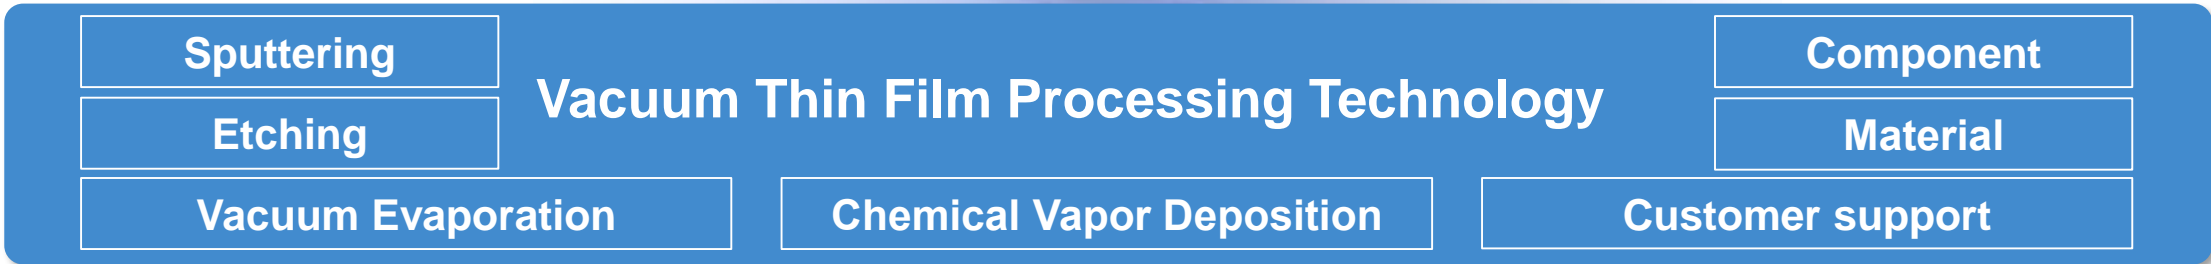 Sputtering
Etching
Vacuum Thin Film Processing Technology
Component
Material
Vacuum Evaporation
Chemical Vapor Deposition
Customer support